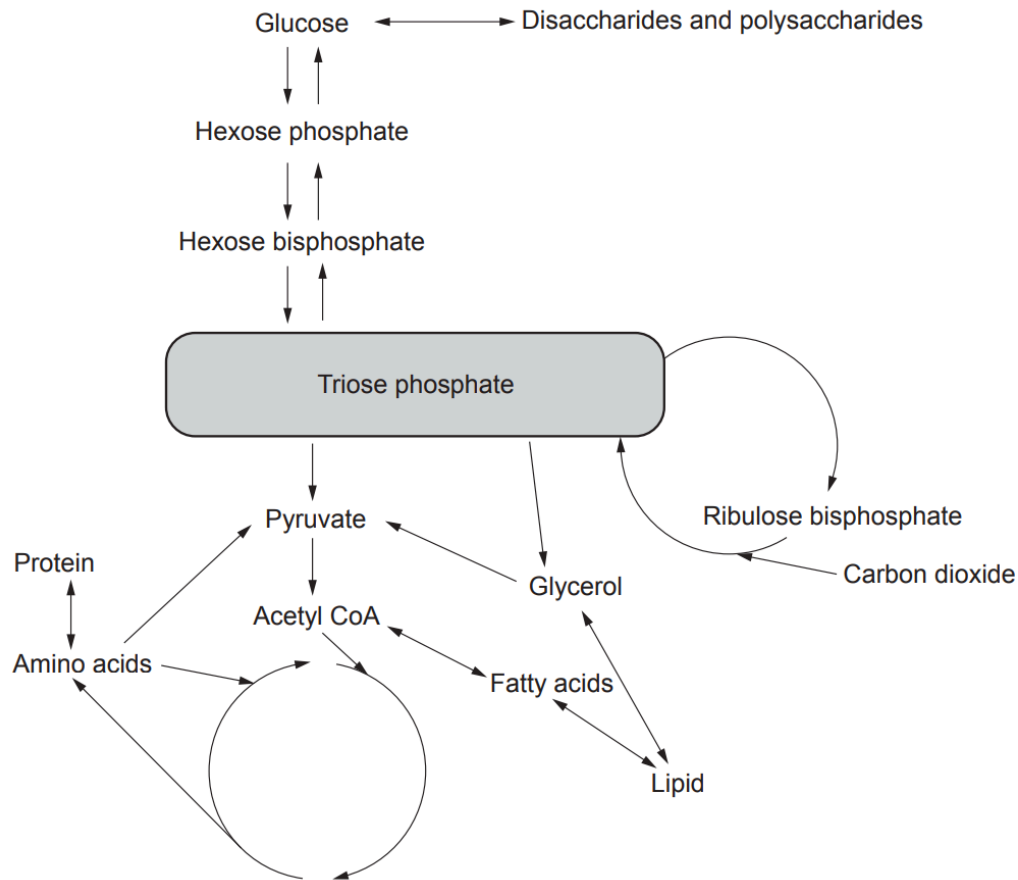 Glucose
Disaccharides and polysaccharides
Hexose phosphate
Hexose bisphosphate
Triose phosphate
Pyruvate
Ribulose bisphosphate
Protein
Carbon dioxide
Glycerol
Acetyl CoA
Amino acids
Fatty acids
Lipid